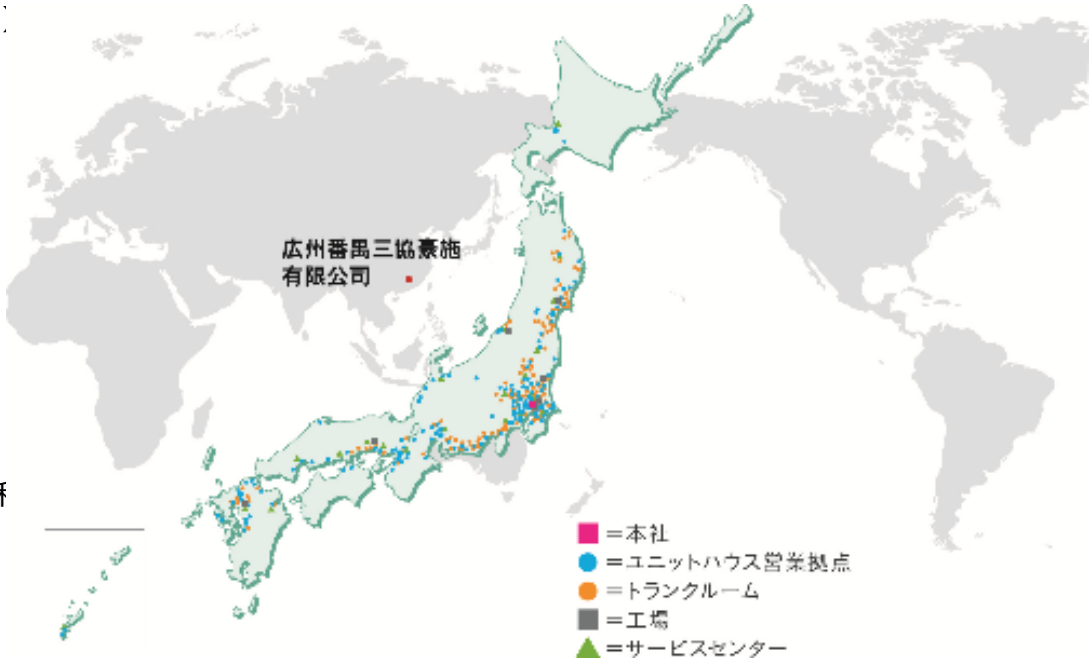 広州番禺三協豪施
有限公司
＝本社
＝ユニットハウス営業拠点
＝トランクルーム
＝工場
＝サービスセンター